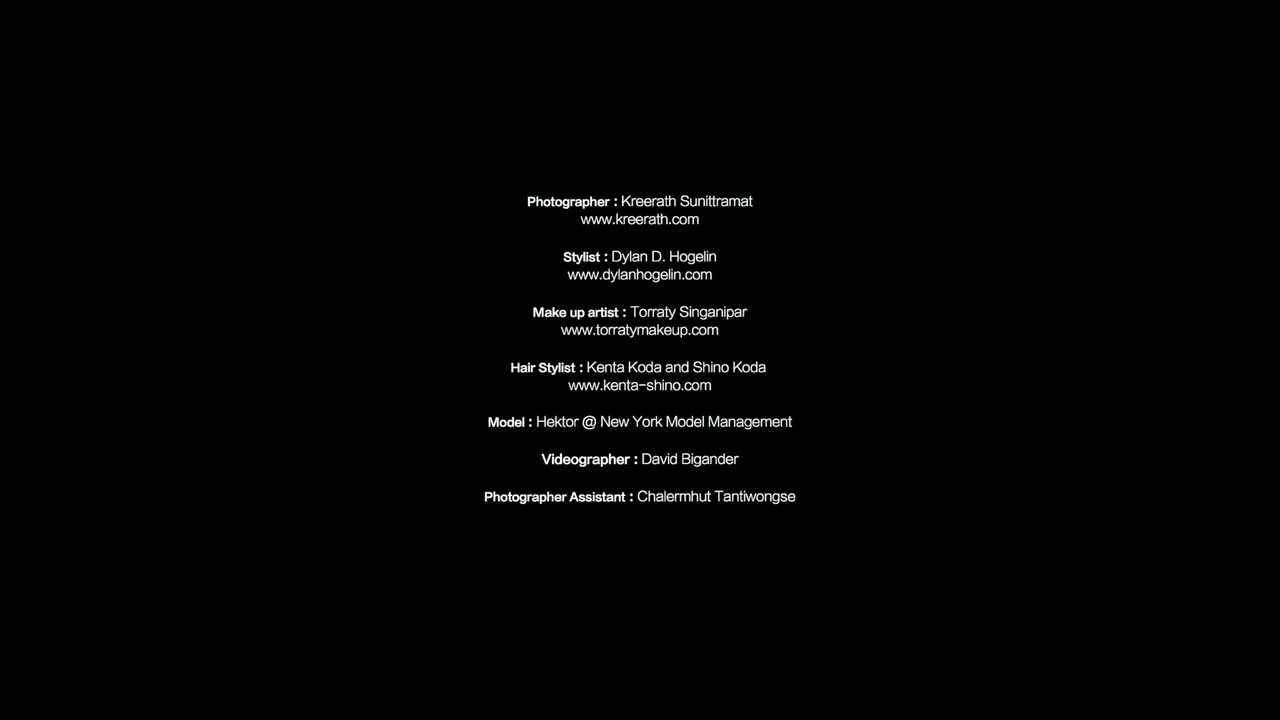 Photographer : Kreerath Sunittramat
www.kreerath.com
Stylist : Dylan D. Hogelin
www.dylanhogelin.com
Make up artist : Torraty Singanipar
www.torratymakeup.com
Hair Stylist : Kenta Koda and Shino Koda
www.kenta-shino.com
Model : Hektor @ New York Model Management
Videographer : David Bigander
Photographer Assistant : Chalermhut Tantiwongse